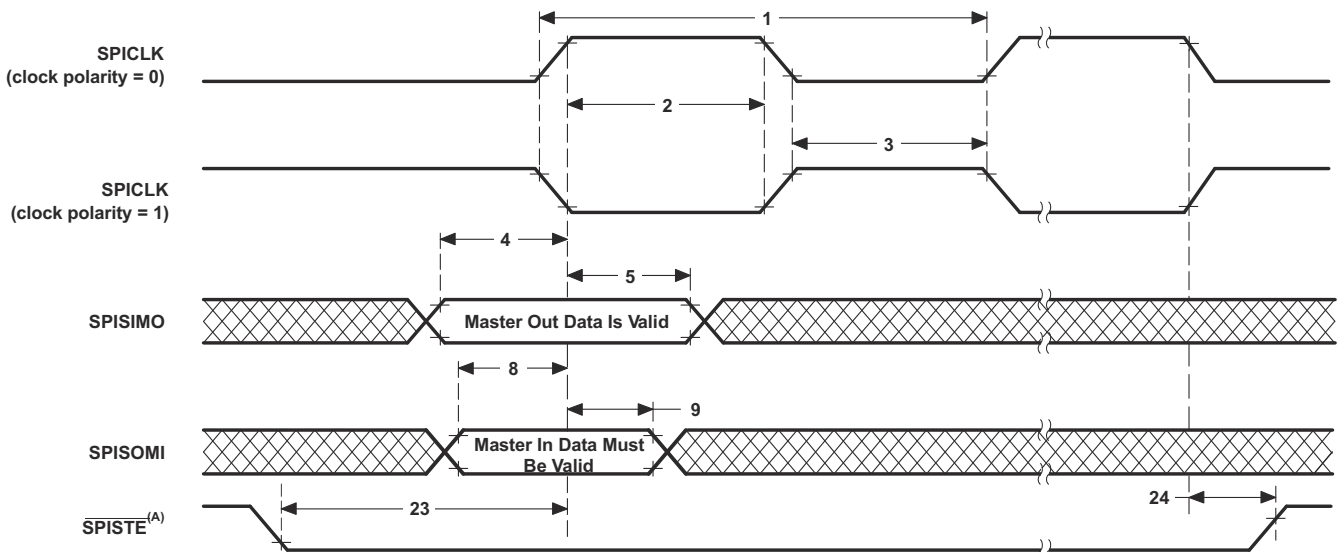 1
SPICLK
(clock polarity = 0)
2
3
SPICLK
(clock polarity = 1)
4
5
SPISIMO
Master Out Data Is Valid
8
9
SPISOMI
Master In Data Must
Be Valid
23
24
SPISTE(A)